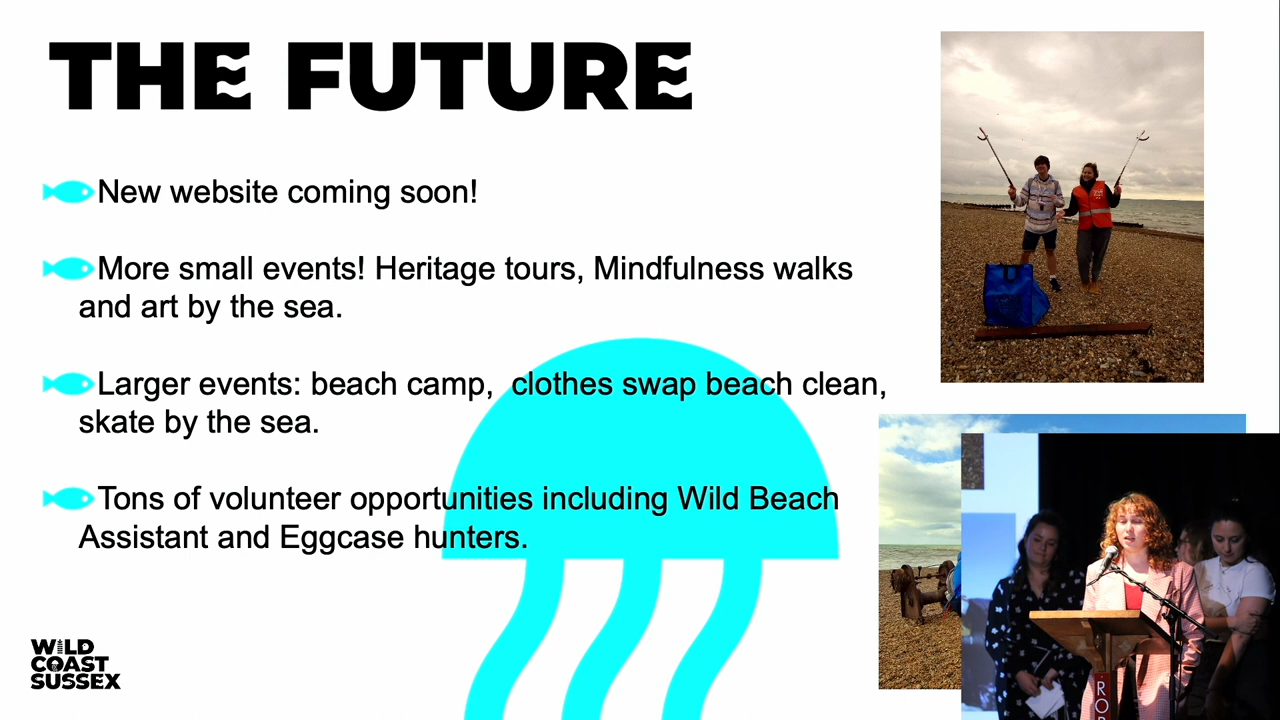 THE FUTURE
New website coming soon!
More small events! Heritage tours, Mindfulness walks
and art by the sea.
Larger events: beach camp,  clothes swap beach clean,
skate by the sea.
Tons of volunteer opportunities including Wild Beach
Assistant and Eggcase hunters.
WILD
COAST
SUSSEX